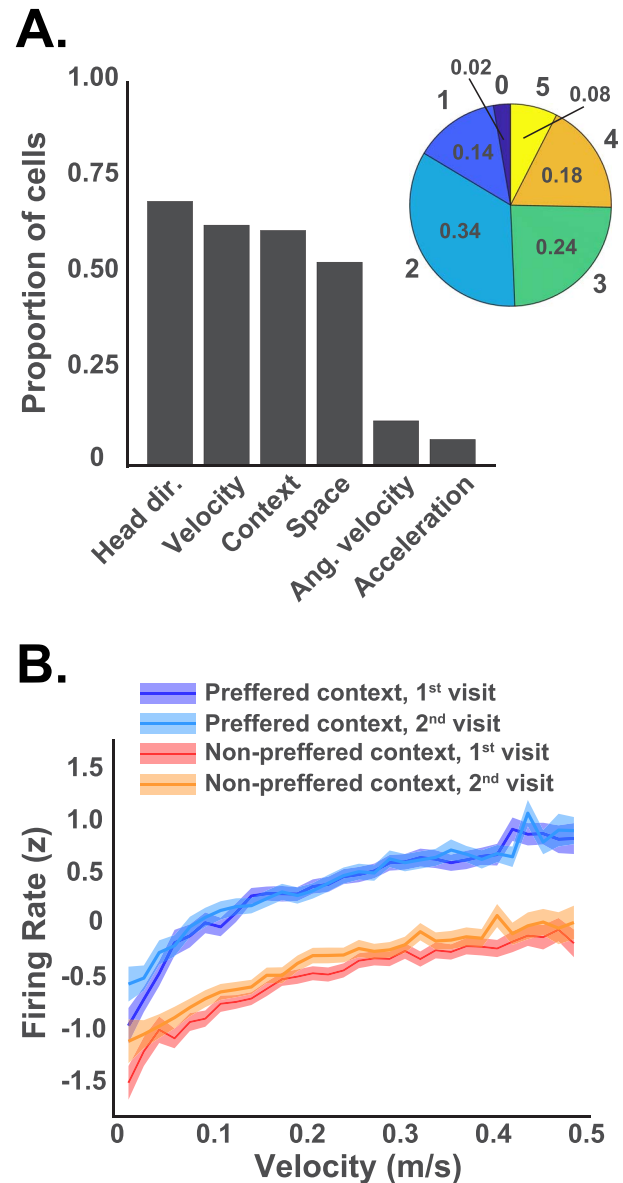 A.
Proportion of cells
1.00
0.75
0.50
0.25
0
Head dir.
Velocity
Context
Space
Ang. velocity
Acceleration
0
1
2
3
4
5
0.02
0.14
0.34
0.24
0.18
0.08
B.
Preffered context, 1st visit
Preffered context, 2nd visit
Non-preffered context, 1st visit
Non-preffered context, 2nd visit
Firing Rate (z)
1.5
1.0
0.5
0
-0.5
-1.0
-1.5
0 0.1 0.2 0.3 0.4 0.5
Velocity (m/s)